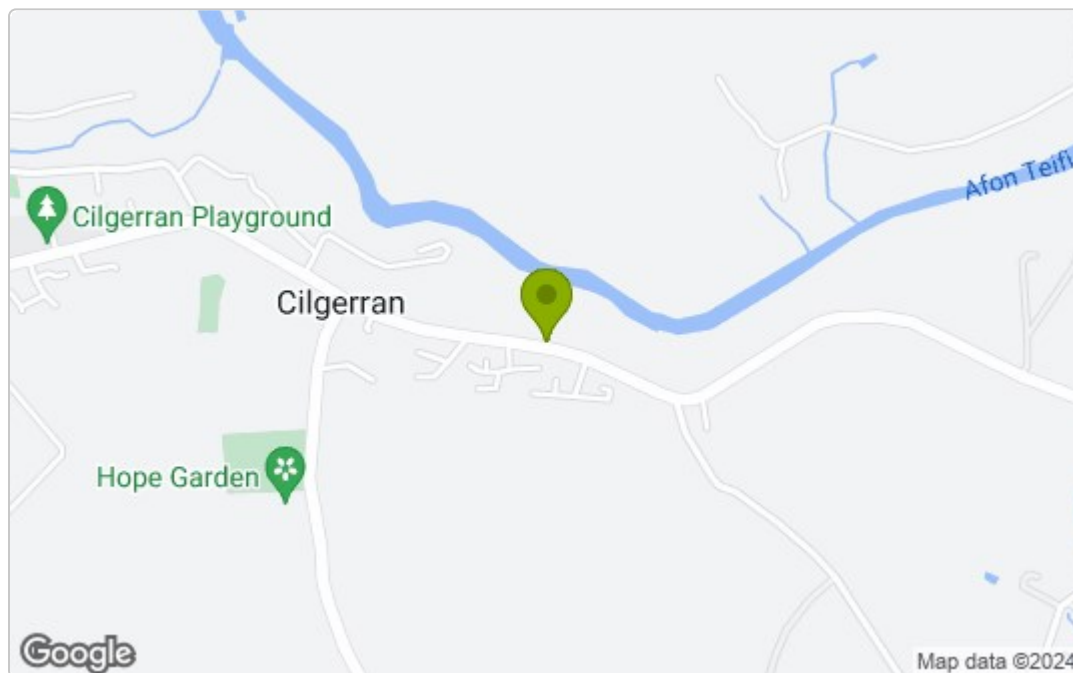 Afon Teifi
Cilgerran Playground
Cilgerran
Hope Garden
Google
Map data ©2024